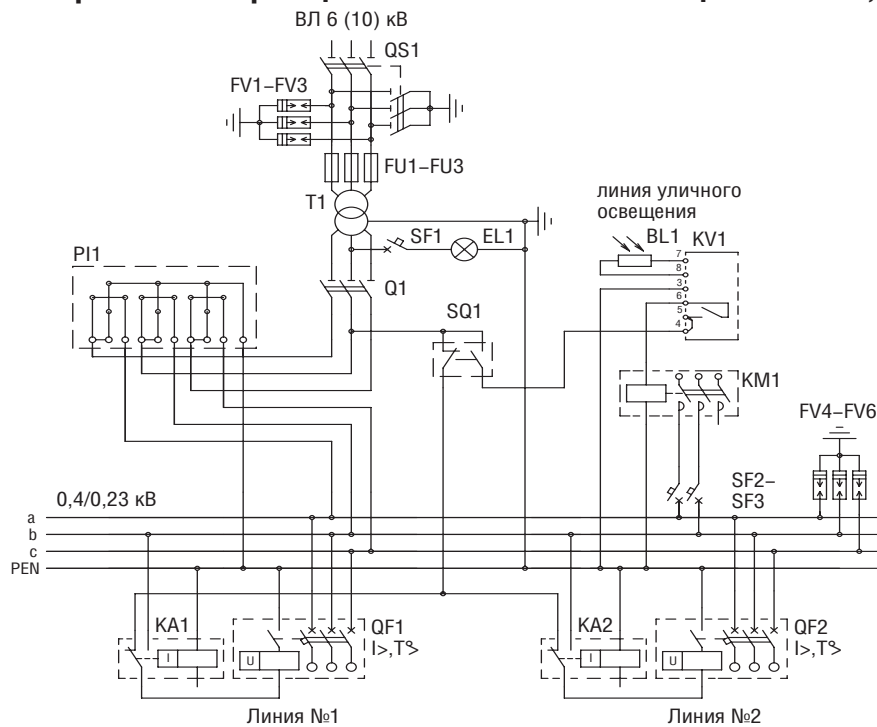 ВЛ 6 (10) кВ
QS1
FV1–FV3
FU1–FU3
T1
линия уличного
освещения
SF1
EL1
BL1
KV1
7
8
3
6
5
4
PI1
Q1
SQ1
KM1
FV4–FV6
SF2–
SF3
0,4/0,23 кВ
a
b
c
PEN
KA1
QF1
I>,T°>
I
U
KA2
QF2
I>,T°>
I
U
Линия №1
Линия №2